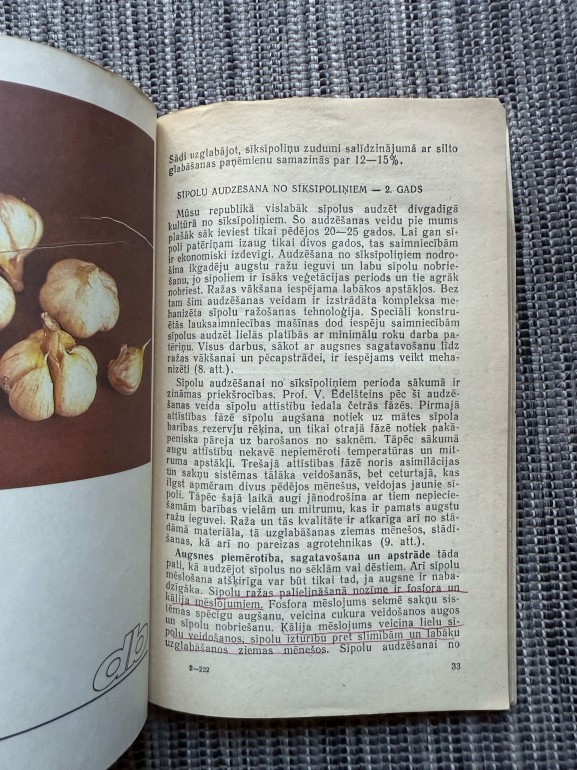 Šādi uzglabājot, sīksīpoliņu zudumi salīdzinājumā ar silto
glabāšanas paņēmienu samazinās par 12—15%.
SĪPOLU AUDZĒŠANA NO SĪKSĪPOLIŅIEM — 2. GADS
Mūsu republikā vislabāk sīpolus audzēt divgadīgā
kultūrā no sīksīpoliņiem. Šo audzēšanas veidu pie mums
plašāk sāk ieviest tikai pēdējos 20—25 gados. Lai gan sī-
poli patēriņam izaug tikai divos gados, tas saimniecībām
ir ekonomiski izdevīgi. Audzēšana no sīksīpoliņiem nodro-
šina ikgadēju augstu ražu ieguvi un labāku sīpolu nobrie-
šanu, jo sīpoliem ir īsāks veģetācijas periods un tie agrāk
nobriest. Ražas vākšana iespējama labākos apstākļos. Bez
tam šim audzēšanas veidam ir izstrādāta kompleksa me-
hanizēta sīpolu ražošanas tehnoloģija. Speciāli konstru-
ētās lauksaimniecības mašīnas dod iespēju saimniecībām
sīpolus audzēt lielās platībās ar minimālu roku darba pa-
tēriņu. Visus darbus, sākot ar augsnes sagatavošanu līdz
ražas vākšanai un pēcapstrādei, ir iespējams veikt meha-
nizēti (8. att.).
Sīpolu audzēšanai no sīksīpoliņiem perioda sākumā ir
zināmas priekšrocības. Prof. V. Edelšteins pēc šī audzē-
šanas veida sīpolu attīstību iedala četrās fāzēs. Pirmajā
attīstības fāzē sīpolu augšana notiek uz mātes sīpola
barības rezervju rēķina, un tikai otrajā fāzē notiek pakā-
peniska pāreja uz barošanos no saknēm. Tāpēc sākumā
augu attīstību nekavē nepiemēroti temperatūras un mit-
ruma apstākļi. Trešajā attīstības fāzē noris asimilācijas
un sakņu sistēmas tālāka veidošanās, bet ceturtajā, kas
ilgst apmēram divus pēdējos mēnešus, veidojas jaunie sī-
poli. Tāpēc šajā laikā augi jānodrošina ar tiem nepiecie-
šamām barības vielām un mitrumu, kas ir pamats augstu
ražu ieguvei. Raža un tās kvalitāte ir atkarīga arī no stā-
dāmā materiāla, tā uzglabāšanas ziemas mēnešos, stādī-
šanas, kā arī no pareizas agrotehnikas (9. att.).
Augsnes piemērotība, sagatavošana un apstrāde tāda
pati, kā audzējot sīpolus no sēklām vai dēstiem. Arī sīpolu
mēslošana atšķirīga var būt tikai tad, ja augsne ir naba-
dzīgāka. Sīpolu ražas palielināšanā nozīme ir fosfora un
kālija mēslojumiem. Fosfora mēslojums sekmē sakņu sis-
tēmas spēcīgu augšanu, veicina cukura veidošanos augos
un sīpolu nobriešanu. Kālija mēslojums veicina lielu sī-
polu veidošanos, sīpolu izturību pret slimībām un labāku
uzglabāšanos ziemas mēnešos. Sīpolu audzēšanai no
3—222
33
db